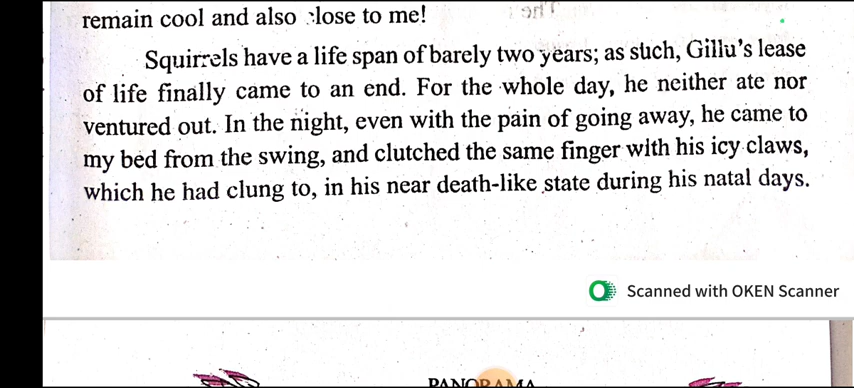 remain cool and also close to me!
Squirrels have a life span of barely two years; as such, Gillu's lease
of life finally came to an end. For the whole day, he neither ate nor
ventured out. In the night, even with the pain of going away, he came to
my bed from the swing, and clutched the same finger with his icy claws,
which he had clung to, in his near death-like state during his natal days.
Scanned with OKEN Scanner
PANORAMA